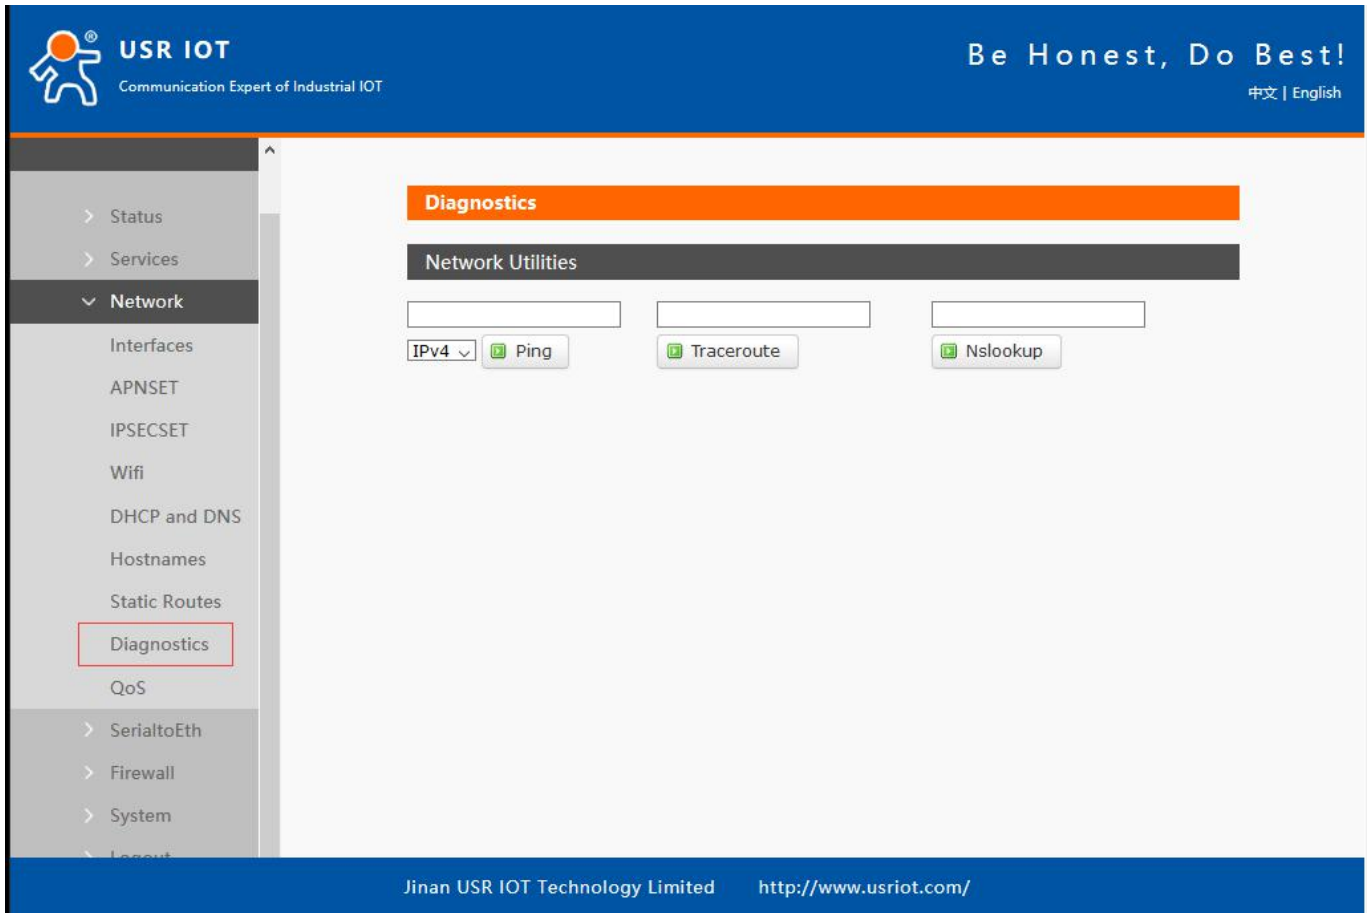 USR IOT
Communication Expert of Industrial IOT
Be Honest, Do Best!
中文 | English
Status
Services
Network
Interfaces
APNSET
IPSECSET
Wifi
DHCP and DNS
Hostnames
Static Routes
Diagnostics
QoS
SerialtoEth
Firewall
System
Logout
Diagnostics
Network Utilities
IPv4 Ping Traceroute Nslookup
Jinan USR IOT Technology Limited http://www.usriot.com/